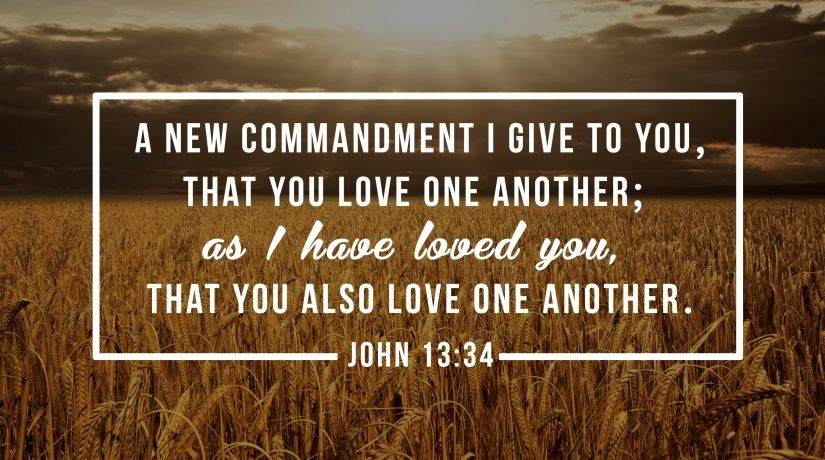 A NEW COMMANDMENT I GIVE TO YOU,
THAT YOU LOVE ONE ANOTHER;
as I have loved you,
THAT YOU ALSO LOVE ONE ANOTHER.
JOHN 13:34